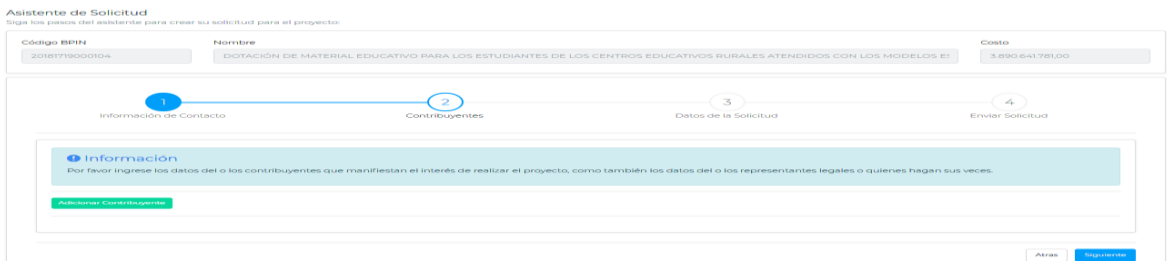 Asistente de Solicitud
Siga los pasos del asistente para crear su solicitud para el proyecto:
Código BPIN Nombre Costo
20181719000104 DOTACIÓN DE MATERIAL EDUCATIVO PARA LOS ESTUDIANTES DE LOS CENTROS EDUCATIVOS RURALES ATENDIDOS CON LOS MODELOS E 3.890.641.781,00
1 2 3 4
Información de Contacto Contribuyentes Datos de la Solicitud Enviar Solicitud
Información
Por favor ingrese los datos del o los contribuyentes que manifiestan el interés de realizar el proyecto, como también los datos del o los representantes legales o quienes hagan sus veces.
Adicionar Contribuyente
Atras Siguiente